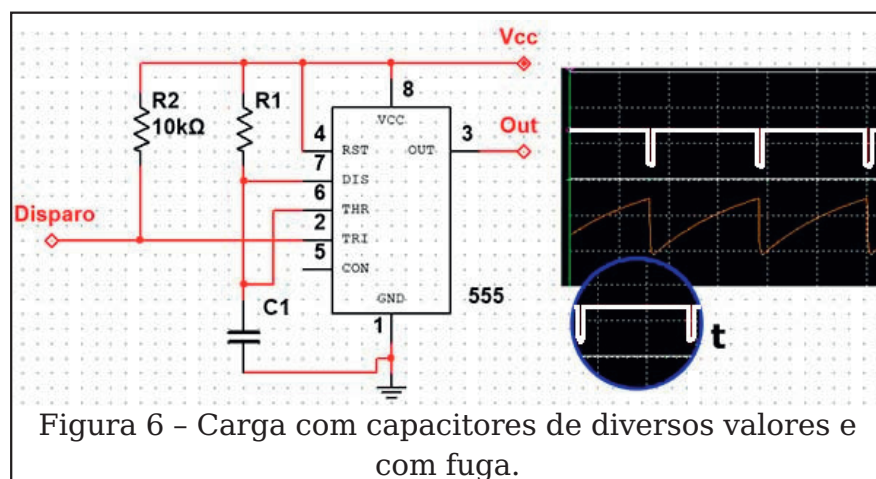 Vcc
R2
10kΩ
R1
8
VCC
4
RST
OUT
3
Out
7
DIS
6
THR
Disparo
2
TRI
5
CON
C1
GND
555
1
t
Figura 6 – Carga com capacitores de diversos valores e
com fuga.